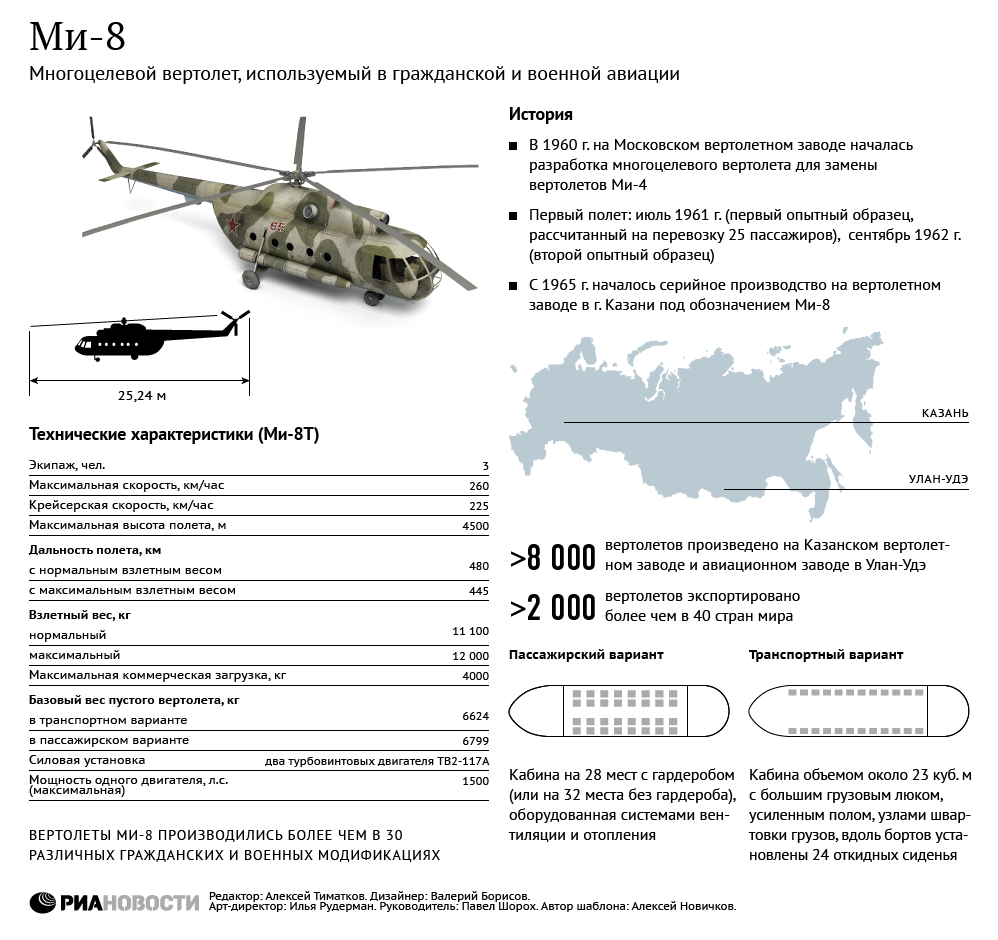 Ми-8
Многоцелевой вертолет, используемый в гражданской и военной авиации
66
25,24 м
Технические характеристики (Ми-8Т)
Экипаж, чел. 3
Максимальная скорость, км/час 260
Крейсерская скорость, км/час 225
Максимальная высота полета, м 4500
Дальность полета, км
с нормальным взлетным весом 480
с максимальным взлетным весом 445
Взлетный вес, кг
нормальный 11 100
максимальный 12 000
Максимальная коммерческая загрузка, кг 4000
Базовый вес пустого вертолета, кг
в транспортном варианте 6624
в пассажирском варианте 6799
Силовая установка два турбовинтовых двигателя ТВ2-117А
Мощность одного двигателя, л.с. 1500
(максимальная)
ВЕРТОЛЕТЫ МИ-8 ПРОИЗВОДИЛИСЬ БОЛЕЕ ЧЕМ В 30
РАЗЛИЧНЫХ ГРАЖДАНСКИХ И ВОЕННЫХ МОДИФИКАЦИЯХ
История
В 1960 г. на Московском вертолетном заводе началась
разработка многоцелевого вертолета для замены
вертолетов Ми-4
Первый полет: июль 1961 г. (первый опытный образец,
рассчитанный на перевозку 25 пассажиров), сентябрь 1962 г.
(второй опытный образец)
С 1965 г. началось серийное производство на вертолетном
заводе в г. Казани под обозначением Ми-8
КАЗАНЬ
УЛАН-УДЭ
>8 000 вертолетов произведено на Казанском вертолет-
ном заводе и авиационном заводе в Улан-Удэ
>2 000 вертолетов экспортировано
более чем в 40 стран мира
Пассажирский вариант
Кабина на 28 мест с гардеробом
(или на 32 места без гардероба),
оборудованная системами вен-
тиляции и отопления
Транспортный вариант
Кабина объемом около 23 куб. м
с большим грузовым люком,
усиленным полом, узлами швар-
товки грузов, вдоль бортов уста-
новлены 24 откидных сиденья
РИАНОВОСТИ
Редактор: Алексей Тиматков. Дизайнер: Валерий Борисов.
Арт-директор: Илья Рудерман. Руководитель: Павел Шорох. Автор шаблона: Алексей Новичков.